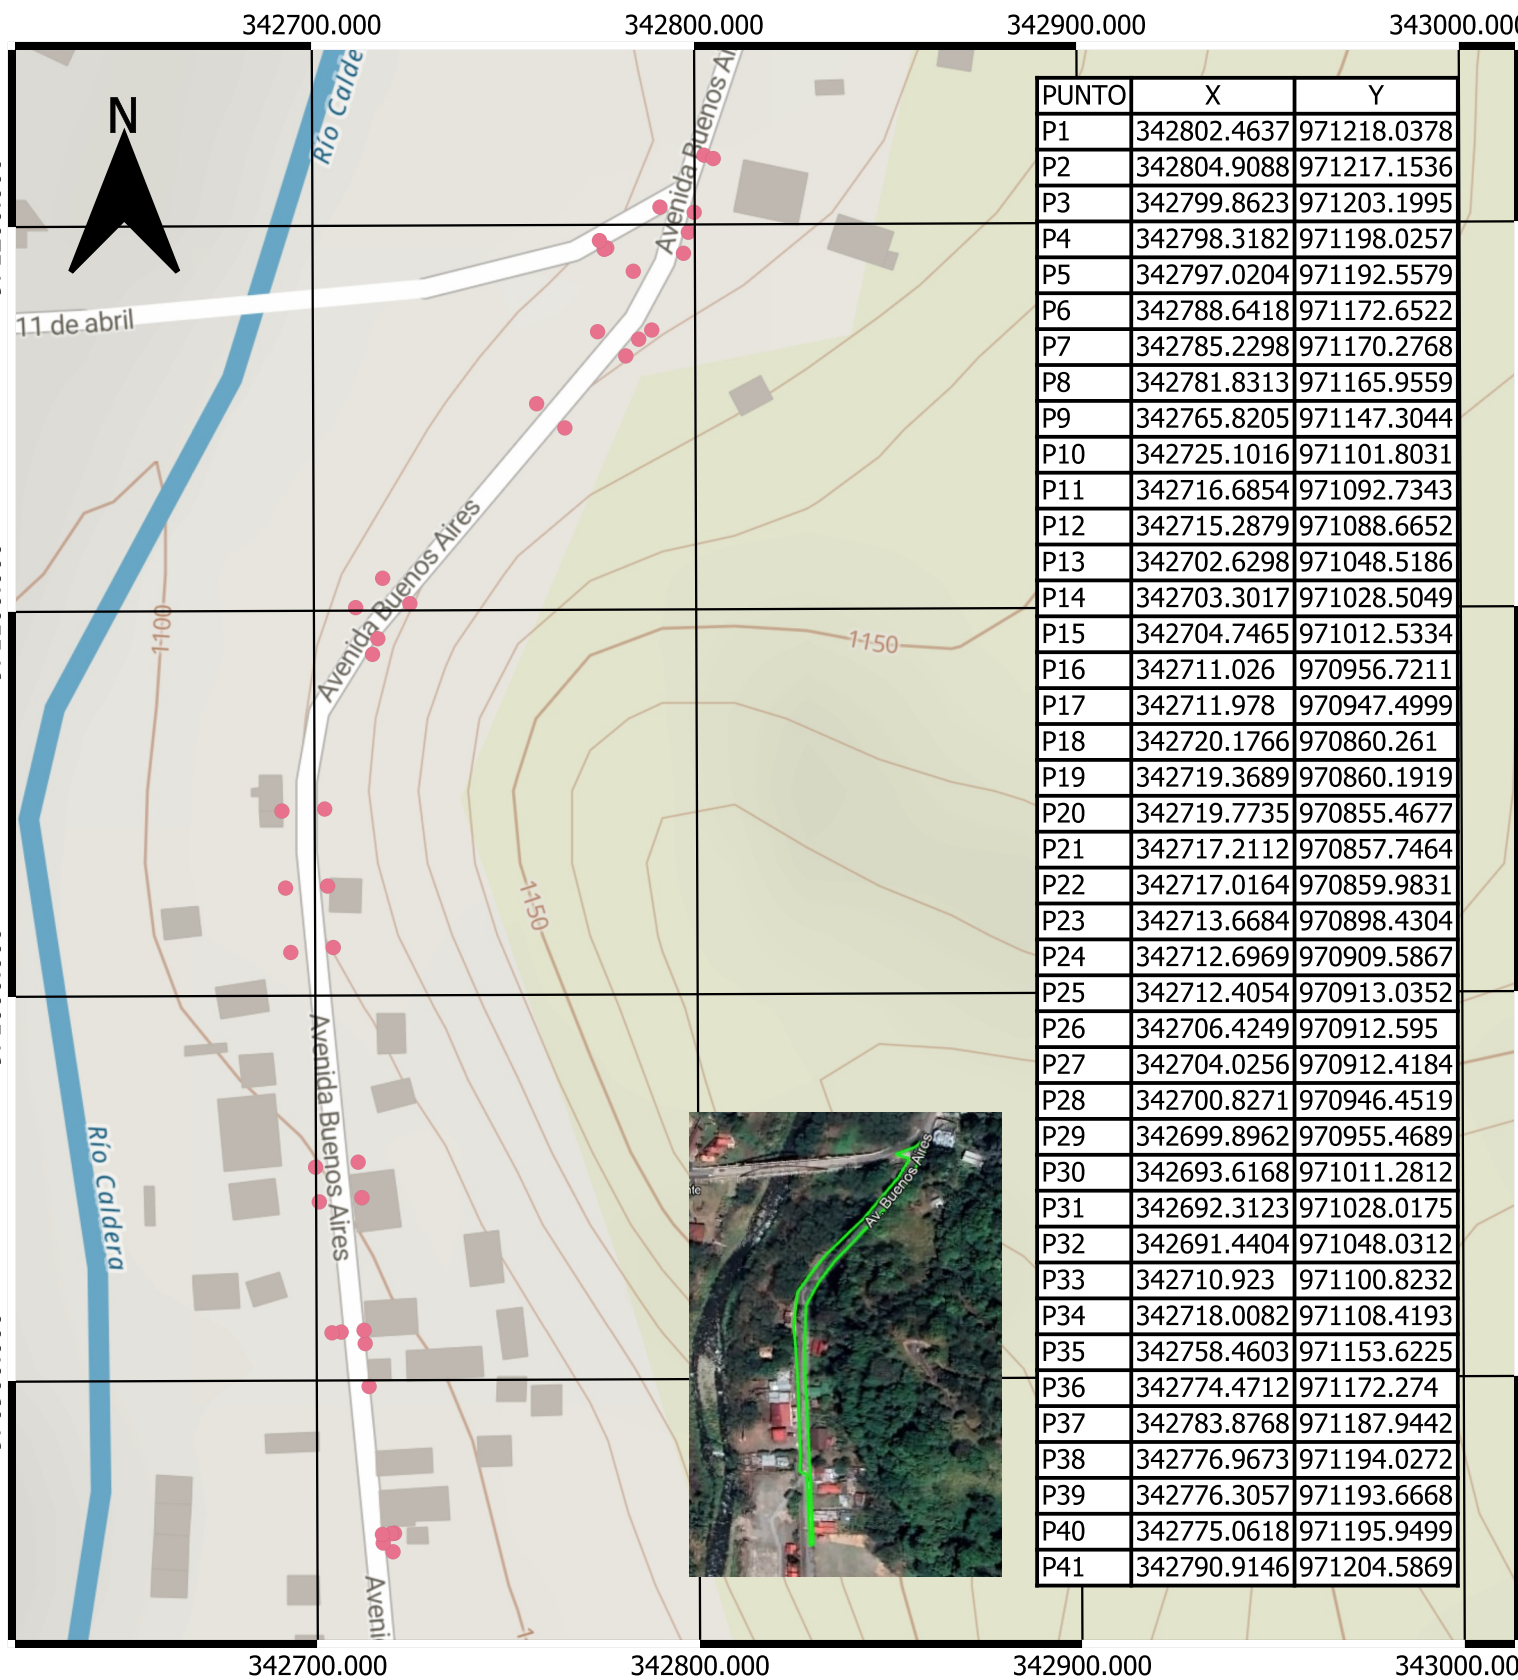 342700.000 342800.000 342900.000 343000.00
N
Río Calde
Avenida Buenos Ai
11 de abril
Avenida Buenos Aires
1100
1150
1150
Avenida Buenos Aires
Río Caldera
Aveni
1
Av. Buenos Aires
nte
PUNTO X Y
P1 342802.4637 971218.0378
P2 342804.9088 971217.1536
P3 342799.8623 971203.1995
P4 342798.3182 971198.0257
P5 342797.0204 971192.5579
P6 342788.6418 971172.6522
P7 342785.2298 971170.2768
P8 342781.8313 971165.9559
P9 342765.8205 971147.3044
P10 342725.1016 971101.8031
P11 342716.6854 971092.7343
P12 342715.2879 971088.6652
P13 342702.6298 971048.5186
P14 342703.3017 971028.5049
P15 342704.7465 971012.5334
P16 342711.026 970956.7211
P17 342711.978 970947.4999
P18 342720.1766 970860.261
P19 342719.3689 970860.1919
P20 342719.7735 970855.4677
P21 342717.2112 970857.7464
P22 342717.0164 970859.9831
P23 342713.6684 970898.4304
P24 342712.6969 970909.5867
P25 342712.4054 970913.0352
P26 342706.4249 970912.595
P27 342704.0256 970912.4184
P28 342700.8271 970946.4519
P29 342699.8962 970955.4689
P30 342693.6168 971011.2812
P31 342692.3123 971028.0175
P32 342691.4404 971048.0312
P33 342710.923 971100.8232
P34 342718.0082 971108.4193
P35 342758.4603 971153.6225
P36 342774.4712 971172.274
P37 342783.8768 971187.9442
P38 342776.9673 971194.0272
P39 342776.3057 971193.6668
P40 342775.0618 971195.9499
P41 342790.9146 971204.5869
342700.000 342800.000 342900.000 343000.00